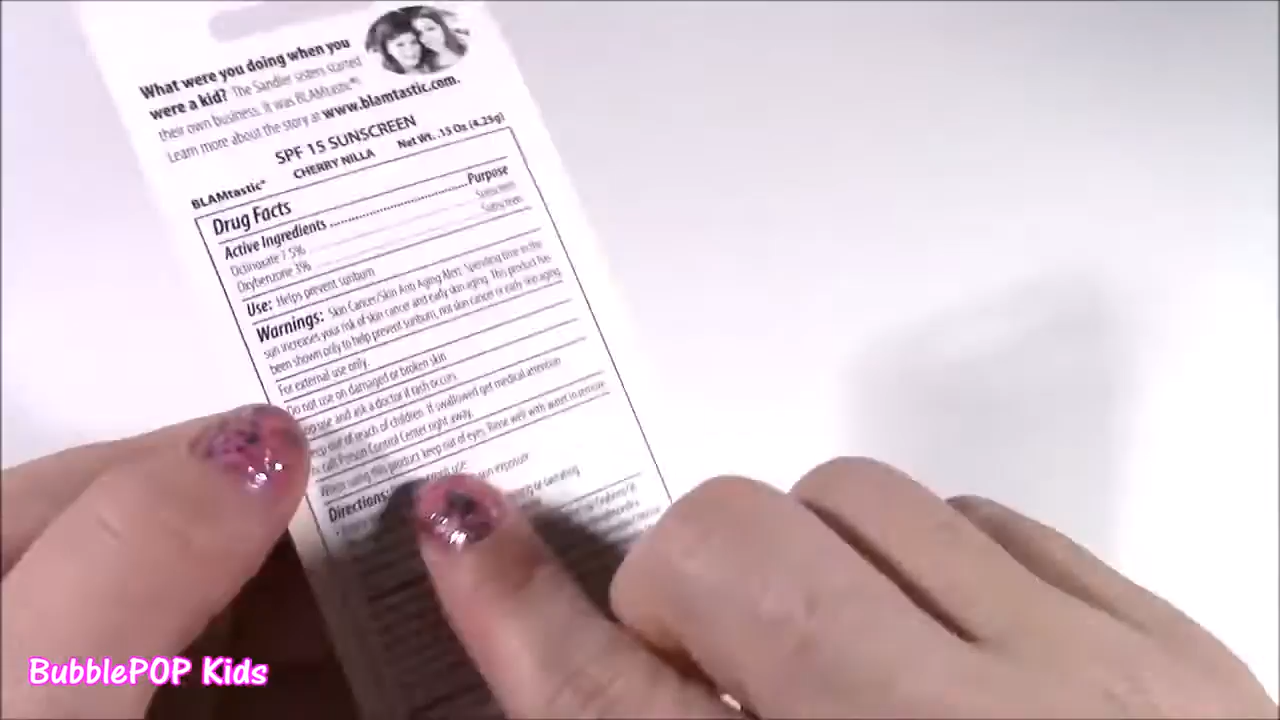 What were you doing when you
were a kid? The Sandler sisters started
their own business. It was BLAMtastic®!
Learn more about the story at www.blamtastic.com.
SPF 15 SUNSCREEN
BLAMtastic® CHERRY NILLA Net Wt. .15 Oz (4.25g)
Drug Facts
Active Ingredients Purpose
Octinoxate 7.5% Sunscreen
Oxybenzone 3% Sunscreen
Use: Helps prevent sunburn
Warnings: Skin Cancer/Skin Anti Aging Alert: Spending time in the
sun increases your risk of skin cancer and early skin aging. This product has
been shown only to help prevent sunburn, not skin cancer or early skin aging.
For external use only.
Do not use on damaged or broken skin
use and ask a doctor if rash occurs
out of reach of children. If swallowed get medical attention
call Poison Control Center right away.
When using this product keep out of eyes. Rinse well with water to remove
Directions: use:
sun exposure
or sweating
BubblePOP Kids